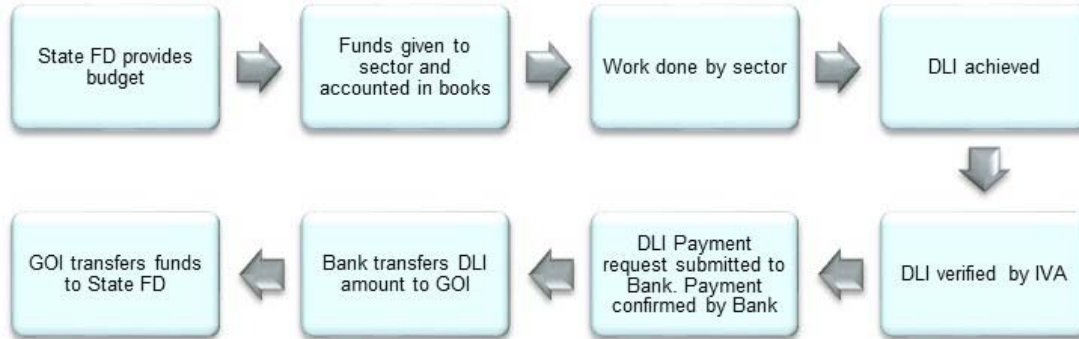 State FD provides
budget
Funds given to
sector and
accounted in books
Work done by sector
DLI achieved
DLI verified by IVA
DLI Payment
request submitted to
Bank. Payment
confirmed by Bank
Bank transfers DLI
amount to GOI
GOI transfers funds
to State FD